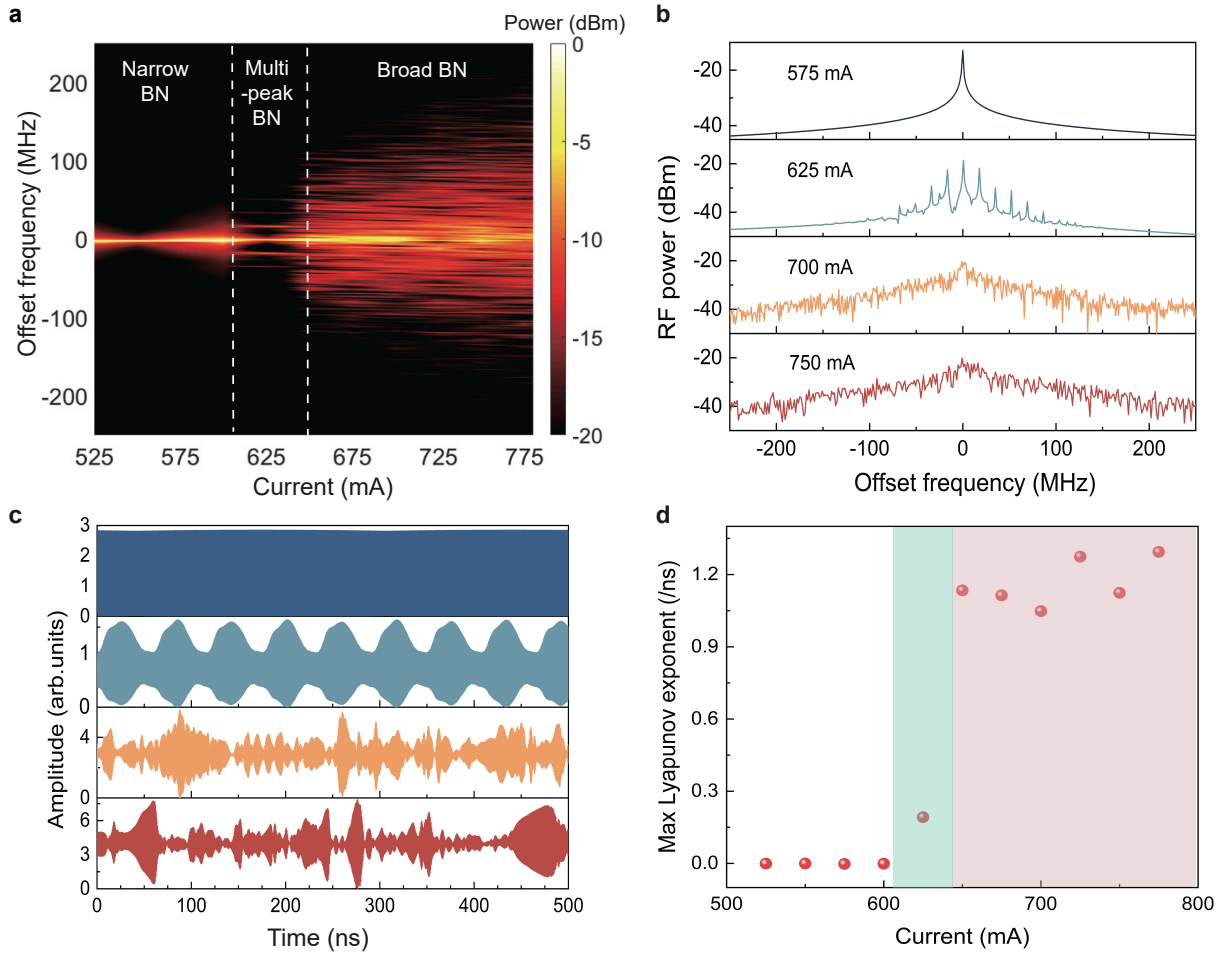 a
Power (dBm)
Narrow
BN
Multi
-peak
BN
Broad BN
200
100
0
-100
-200
Offset frequency (MHz)
525
575
625
675
725
775
Current (mA)
0
-5
-10
-15
-20
b
575 mA
625 mA
700 mA
750 mA
-20
-40
-20
-40
-20
-40
-20
-40
RF power (dBm)
-200
-100
0
100
200
Offset frequency (MHz)
c
3
2
1
0
1
0
4
0
6
3
0
Amplitude (arb.units)
0
100
200
300
400
500
Time (ns)
d
1.2
0.9
0.6
0.3
0.0
Max Lyapunov exponent (/ns)
500
600
700
800
Current (mA)